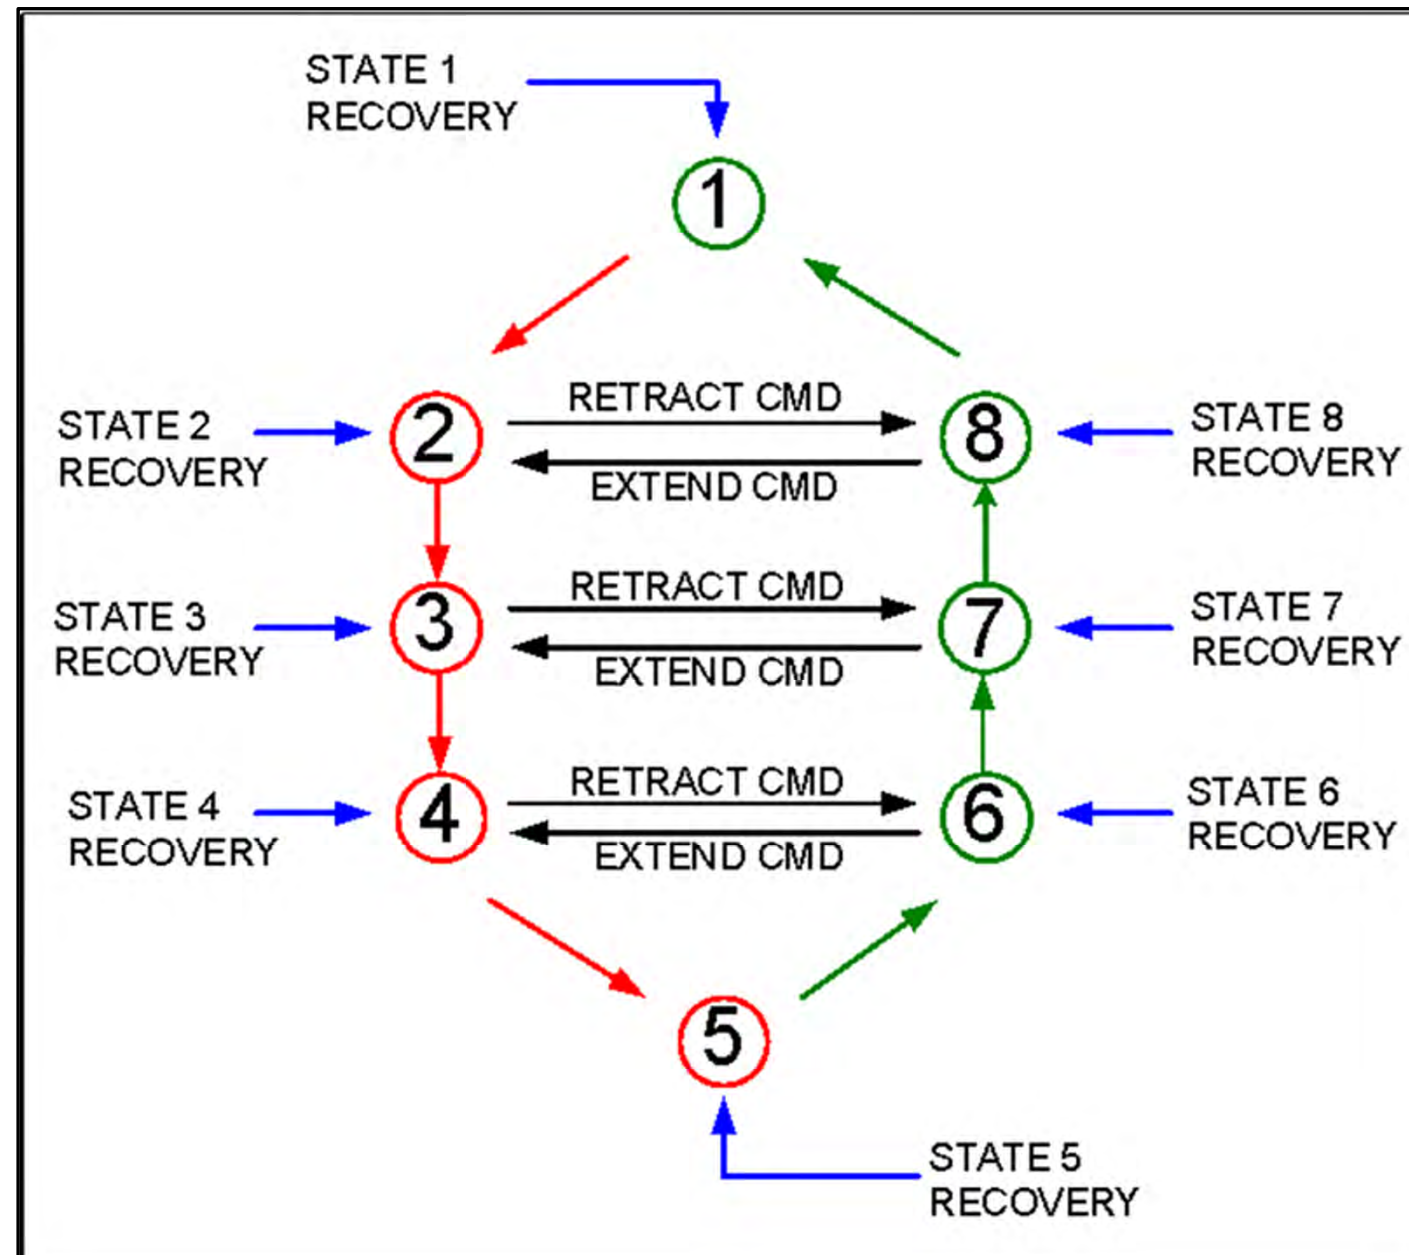 STATE 1
RECOVERY
1
RETRACT CMD
STATE 2
RECOVERY
2
8
STATE 8
RECOVERY
EXTEND CMD
RETRACT CMD
STATE 3
RECOVERY
3
7
STATE 7
RECOVERY
EXTEND CMD
RETRACT CMD
STATE 4
RECOVERY
4
6
STATE 6
RECOVERY
EXTEND CMD
5
STATE 5
RECOVERY